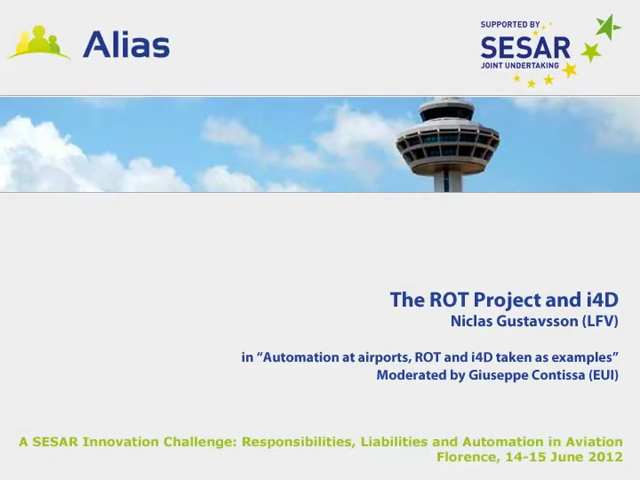 Alias
SUPPORTED BY
SESAR
JOINT UNDERTAKING
The ROT Project and i4D
Niclas Gustavsson (LFV)
in “Automation at airports, ROT and i4D taken as examples”
Moderated by Giuseppe Contissa (EUI)
A SESAR Innovation Challenge: Responsibilities, Liabilities and Automation in Aviation
Florence, 14-15 June 2012